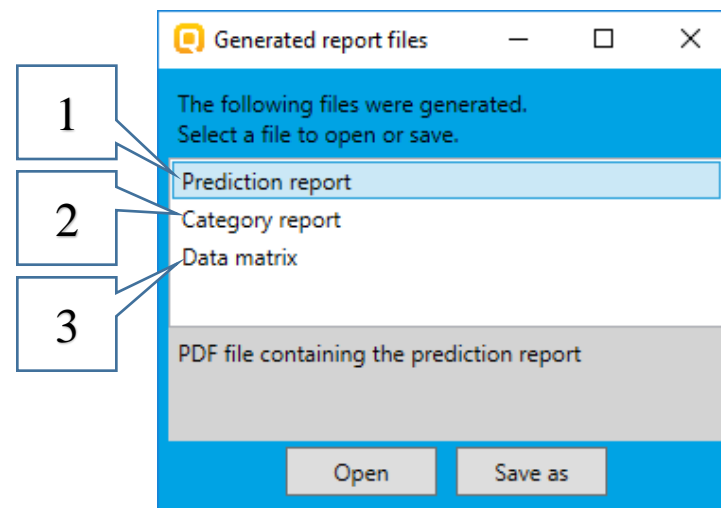 Generated report files
The following files were generated.
Select a file to open or save.
1
Prediction report
2
Category report
3
Data matrix
PDF file containing the prediction report
Open
Save as